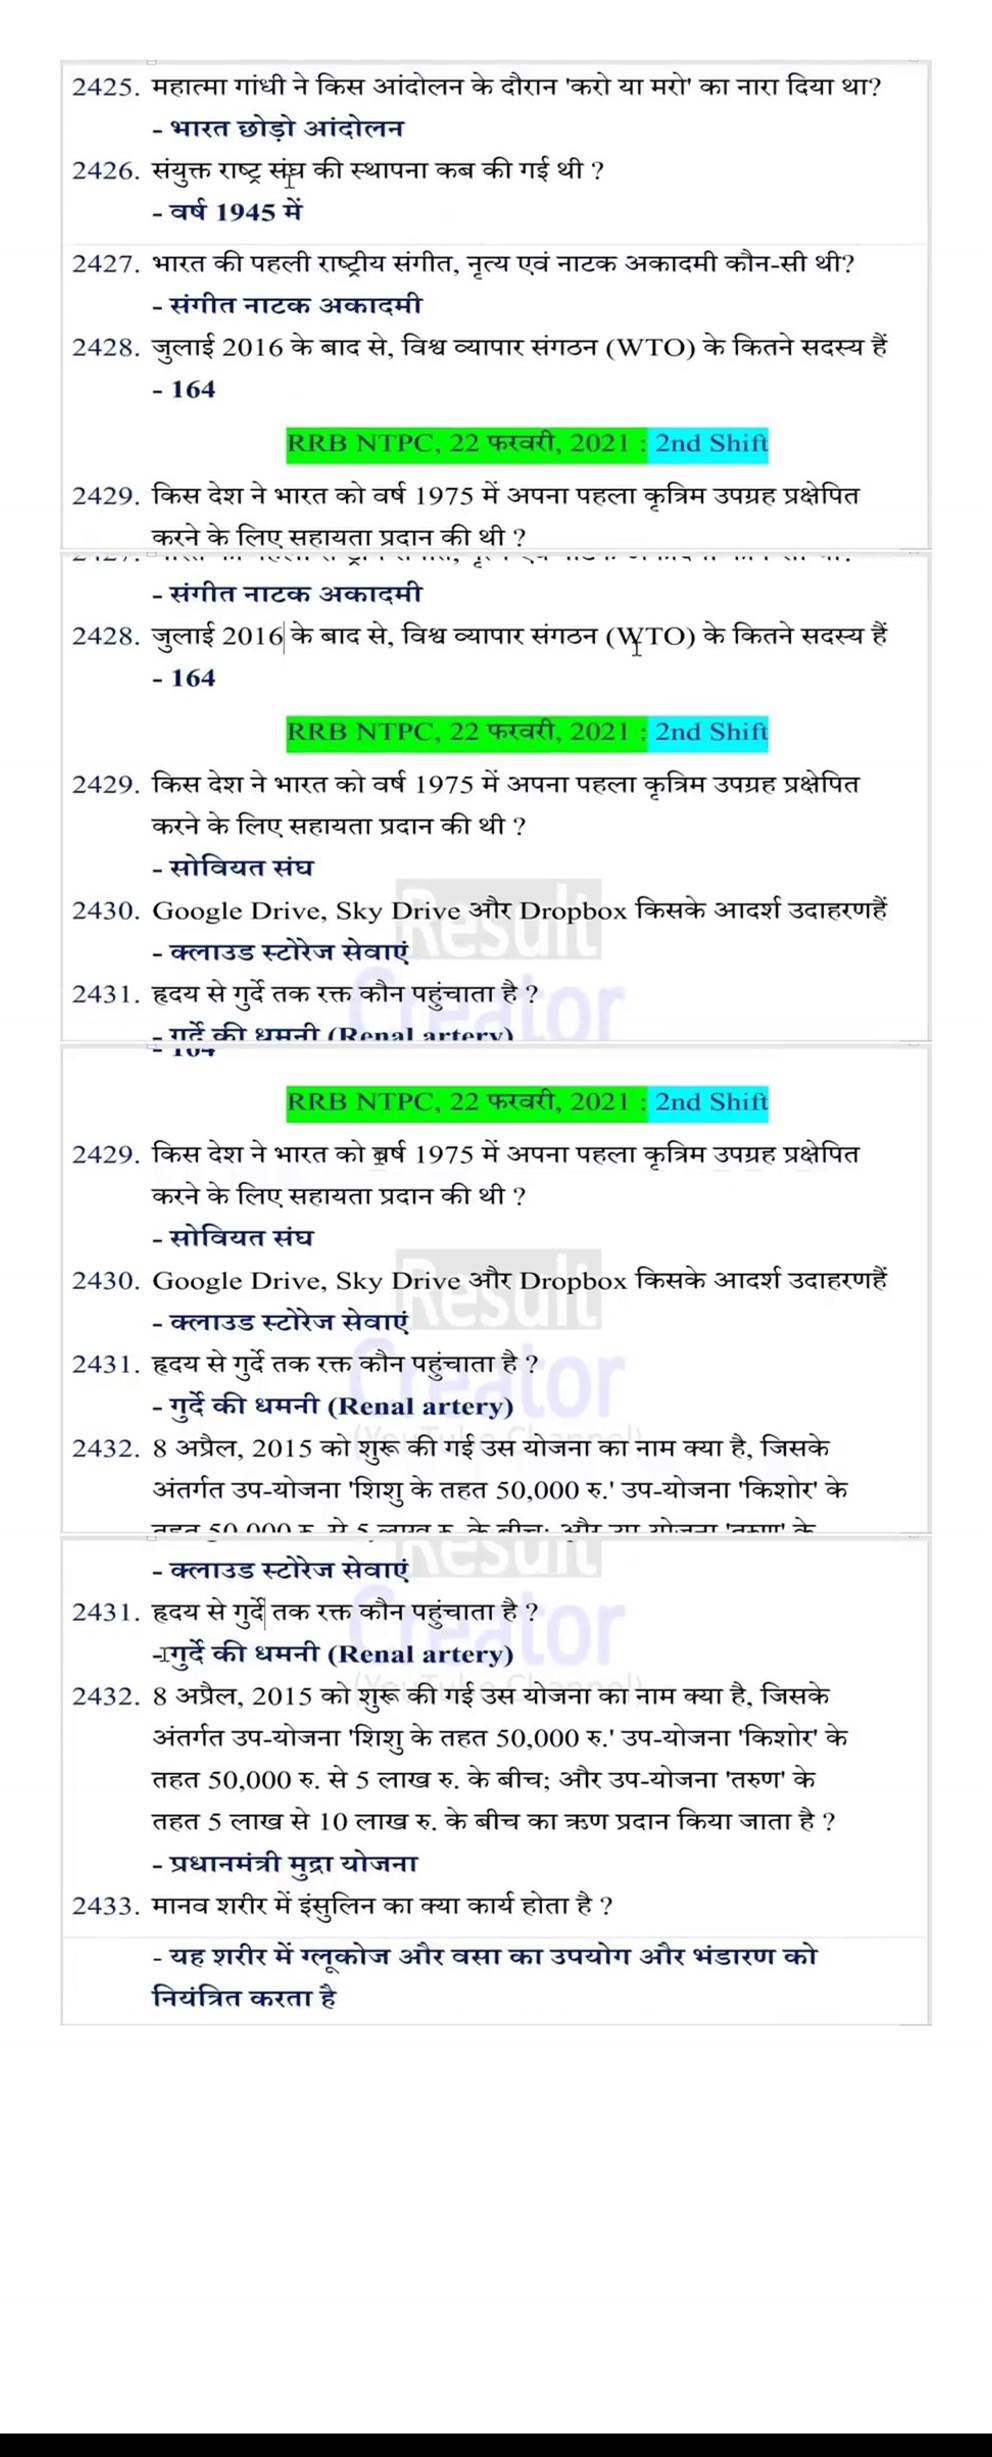 2425. महात्मा गांधी ने किस आंदोलन के दौरान 'करो या मरो' का नारा दिया था?
- भारत छोड़ो आंदोलन
2426. संयुक्त राष्ट्र संघ की स्थापना कब की गई थी ?
- वर्ष 1945 में
2427. भारत की पहली राष्ट्रीय संगीत, नृत्य एवं नाटक अकादमी कौन-सी थी?
- संगीत नाटक अकादमी
2428. जुलाई 2016 के बाद से, विश्व व्यापार संगठन (WTO) के कितने सदस्य हैं
- 164
RRB NTPC, 22 फरवरी, 2021 : 2nd Shift
2429. किस देश ने भारत को वर्ष 1975 में अपना पहला कृत्रिम उपग्रह प्रक्षेपित
करने के लिए सहायता प्रदान की थी ?
- संगीत नाटक अकादमी
2428. जुलाई 2016 के बाद से, विश्व व्यापार संगठन (WTO) के कितने सदस्य हैं
- 164
RRB NTPC, 22 फरवरी, 2021 : 2nd Shift
2429. किस देश ने भारत को वर्ष 1975 में अपना पहला कृत्रिम उपग्रह प्रक्षेपित
करने के लिए सहायता प्रदान की थी ?
- सोवियत संघ
2430. Google Drive, Sky Drive और Dropbox किसके आदर्श उदाहरणहैं
- क्लाउड स्टोरेज सेवाएं
2431. हृदय से गुर्दे तक रक्त कौन पहुंचाता है ?
- गुर्दे की धमनी (Renal artery)
- 164
RRB NTPC, 22 फरवरी, 2021 : 2nd Shift
2429. किस देश ने भारत को वर्ष 1975 में अपना पहला कृत्रिम उपग्रह प्रक्षेपित
करने के लिए सहायता प्रदान की थी ?
- सोवियत संघ
2430. Google Drive, Sky Drive और Dropbox किसके आदर्श उदाहरणहैं
- क्लाउड स्टोरेज सेवाएं
2431. हृदय से गुर्दे तक रक्त कौन पहुंचाता है ?
- गुर्दे की धमनी (Renal artery)
2432. 8 अप्रैल, 2015 को शुरू की गई उस योजना का नाम क्या है, जिसके
अंतर्गत उप-योजना 'शिशु के तहत 50,000 रु.' उप-योजना 'किशोर' के
तहत 50,000 रु. से 5 लाख रु. के बीच; और उप-योजना 'तरुण' के
- क्लाउड स्टोरेज सेवाएं
2431. हृदय से गुर्दे तक रक्त कौन पहुंचाता है ?
- गुर्दे की धमनी (Renal artery)
2432. 8 अप्रैल, 2015 को शुरू की गई उस योजना का नाम क्या है, जिसके
अंतर्गत उप-योजना 'शिशु के तहत 50,000 रु.' उप-योजना 'किशोर' के
तहत 50,000 रु. से 5 लाख रु. के बीच; और उप-योजना 'तरुण' के
तहत 5 लाख से 10 लाख रु. के बीच का ऋण प्रदान किया जाता है ?
- प्रधानमंत्री मुद्रा योजना
2433. मानव शरीर में इंसुलिन का क्या कार्य होता है ?
- यह शरीर में ग्लूकोज और वसा का उपयोग और भंडारण को
नियंत्रित करता है
Result
Creator
(YouTube Channel)